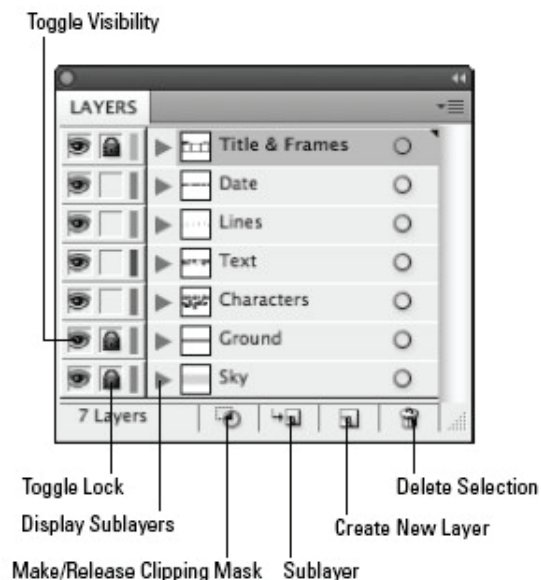 Toggle Visibility
LAYERS
Title & Frames
Date
Lines
Text
Characters
Ground
Sky
7 Layers
Toggle Lock
Delete Selection
Display Sublayers
Create New Layer
Make/Release Clipping Mask
Sublayer